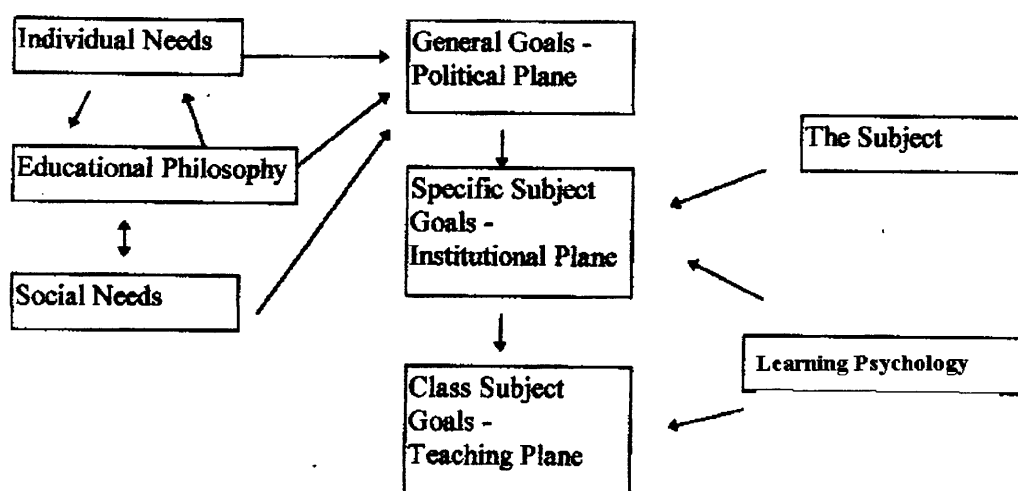 Individual Needs
Educational Philosophy
Social Needs
General Goals -
Political Plane
Specific Subject
Goals -
Institutional Plane
Class Subject
Goals -
Teaching Plane
The Subject
Learning Psychology